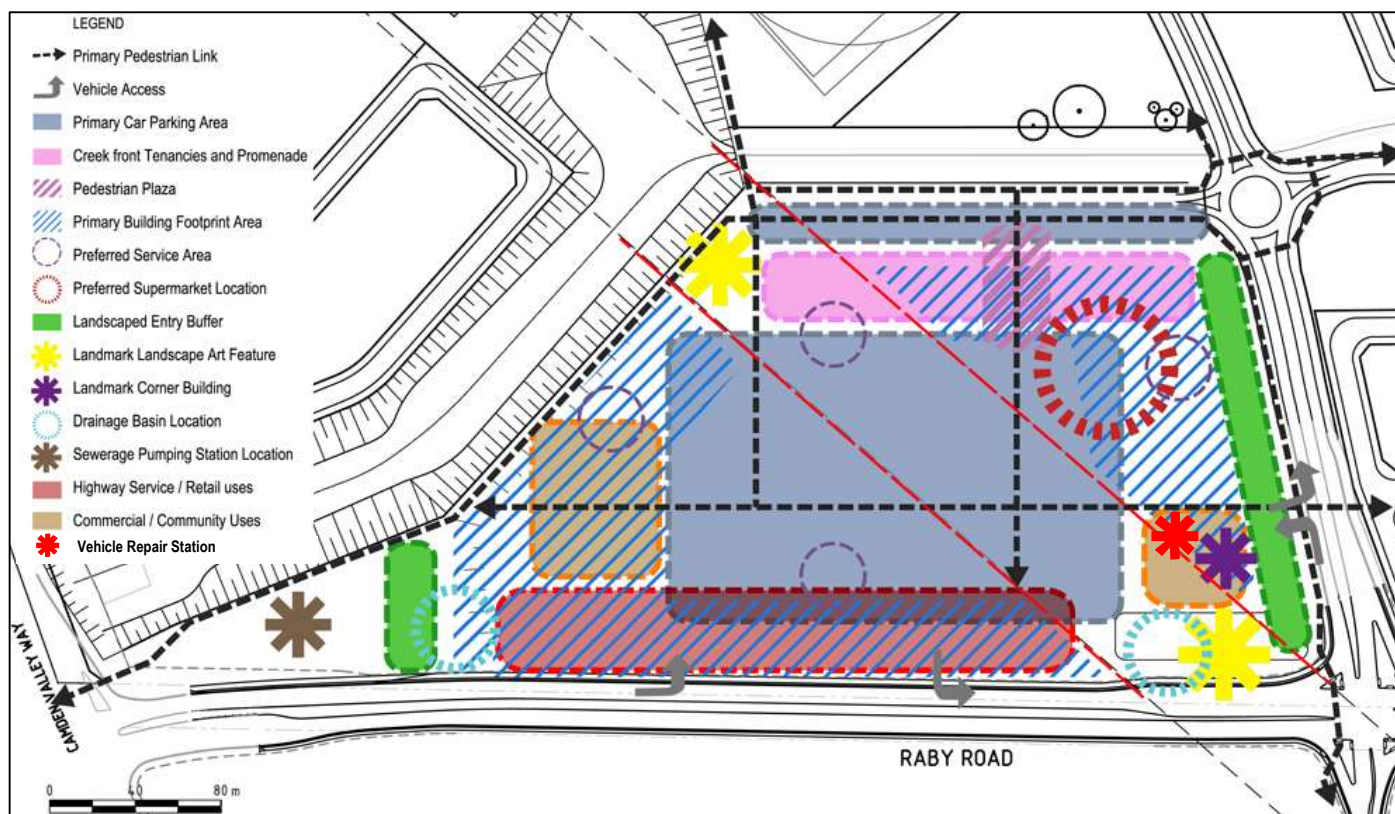 LEGEND
Primary Pedestrian Link
Vehicle Access
Primary Car Parking Area
Creek front Tenancies and Promenade
Pedestrian Plaza
Primary Building Footprint Area
Preferred Service Area
Preferred Supermarket Location
Landscaped Entry Buffer
Landmark Landscape Art Feature
Landmark Corner Building
Drainage Basin Location
Sewerage Pumping Station Location
Highway Service / Retail uses
Commercial / Community Uses
Vehicle Repair Station
CAMDEN VALLEY WAY
RABY ROAD
0 40 80 m